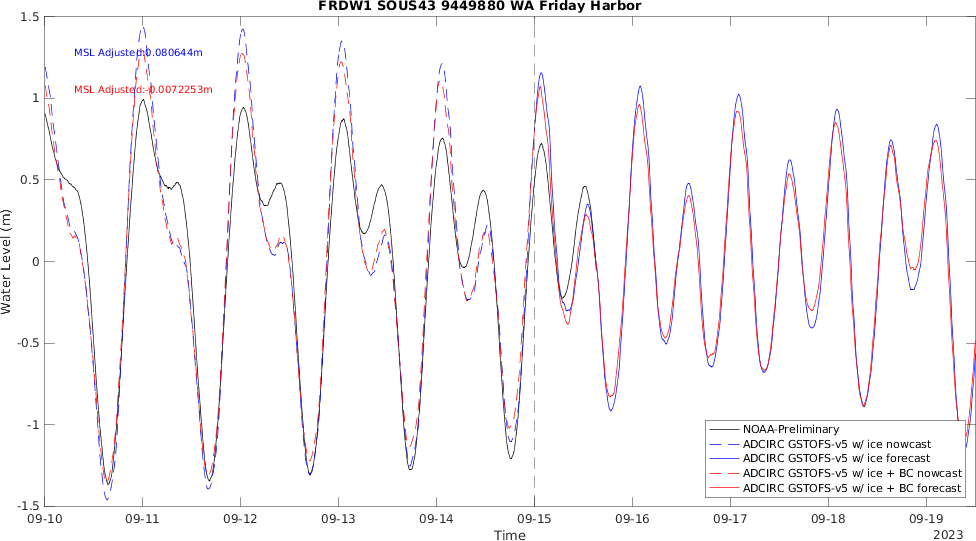 FRDW1 SOUS43 9449880 WA Friday Harbor
1.5
MSL Adjusted:0.080644m
MSL Adjusted:-0.0072253m
1
0.5
0
-0.5
-1
-1.5
Water Level (m)
NOAA-Preliminary
ADCIRC GSTOFS-v5 w/ ice nowcast
ADCIRC GSTOFS-v5 w/ ice forecast
ADCIRC GSTOFS-v5 w/ ice + BC nowcast
ADCIRC GSTOFS-v5 w/ ice + BC forecast
09-10 09-11 09-12 09-13 09-14 09-15 09-16 09-17 09-18 09-19
Time
2023